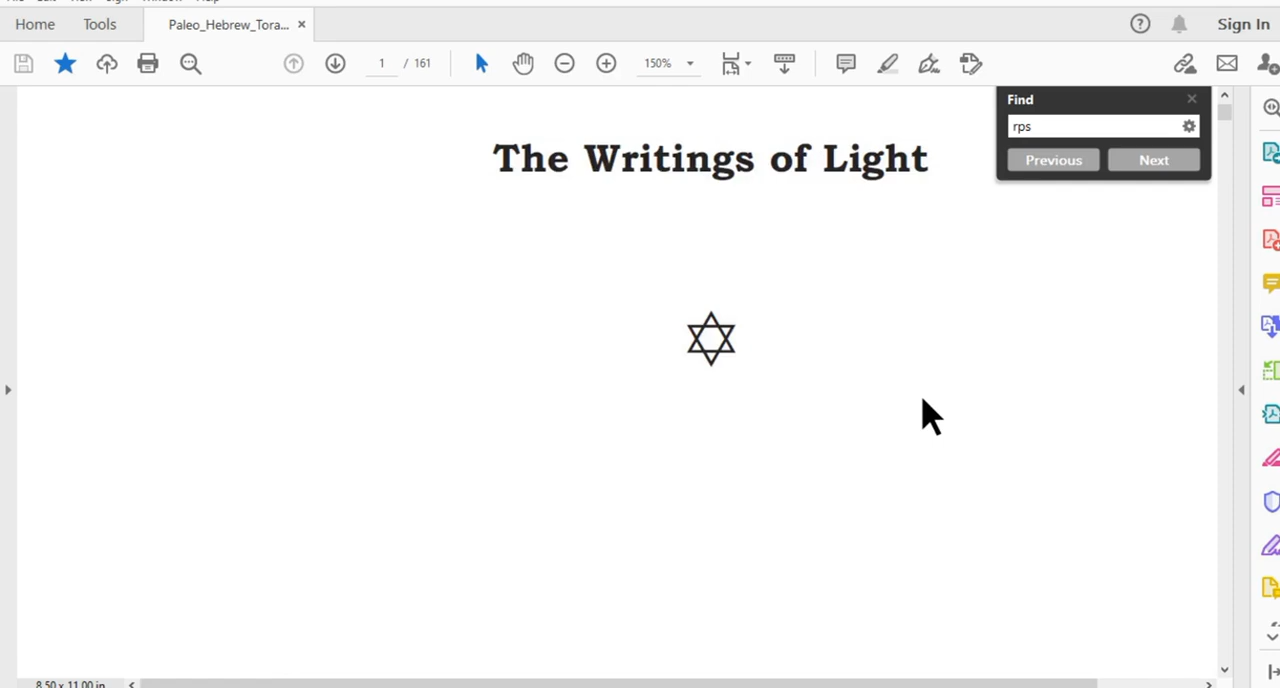 Home Tools Paleo_Hebrew_Tora... × Sign In
1 / 161 150%
Find
rps
Previous Next
The Writings of Light
8.50 x 11.00 in